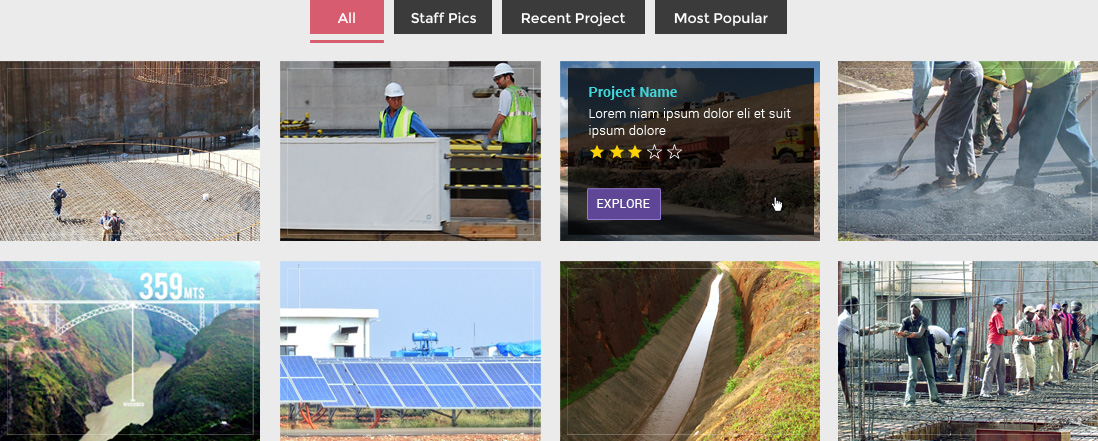 All
Staff Pics
Recent Project
Most Popular
Project Name
Lorem niam ipsum dolor eli et suit
ipsum dolore
EXPLORE
359MTS